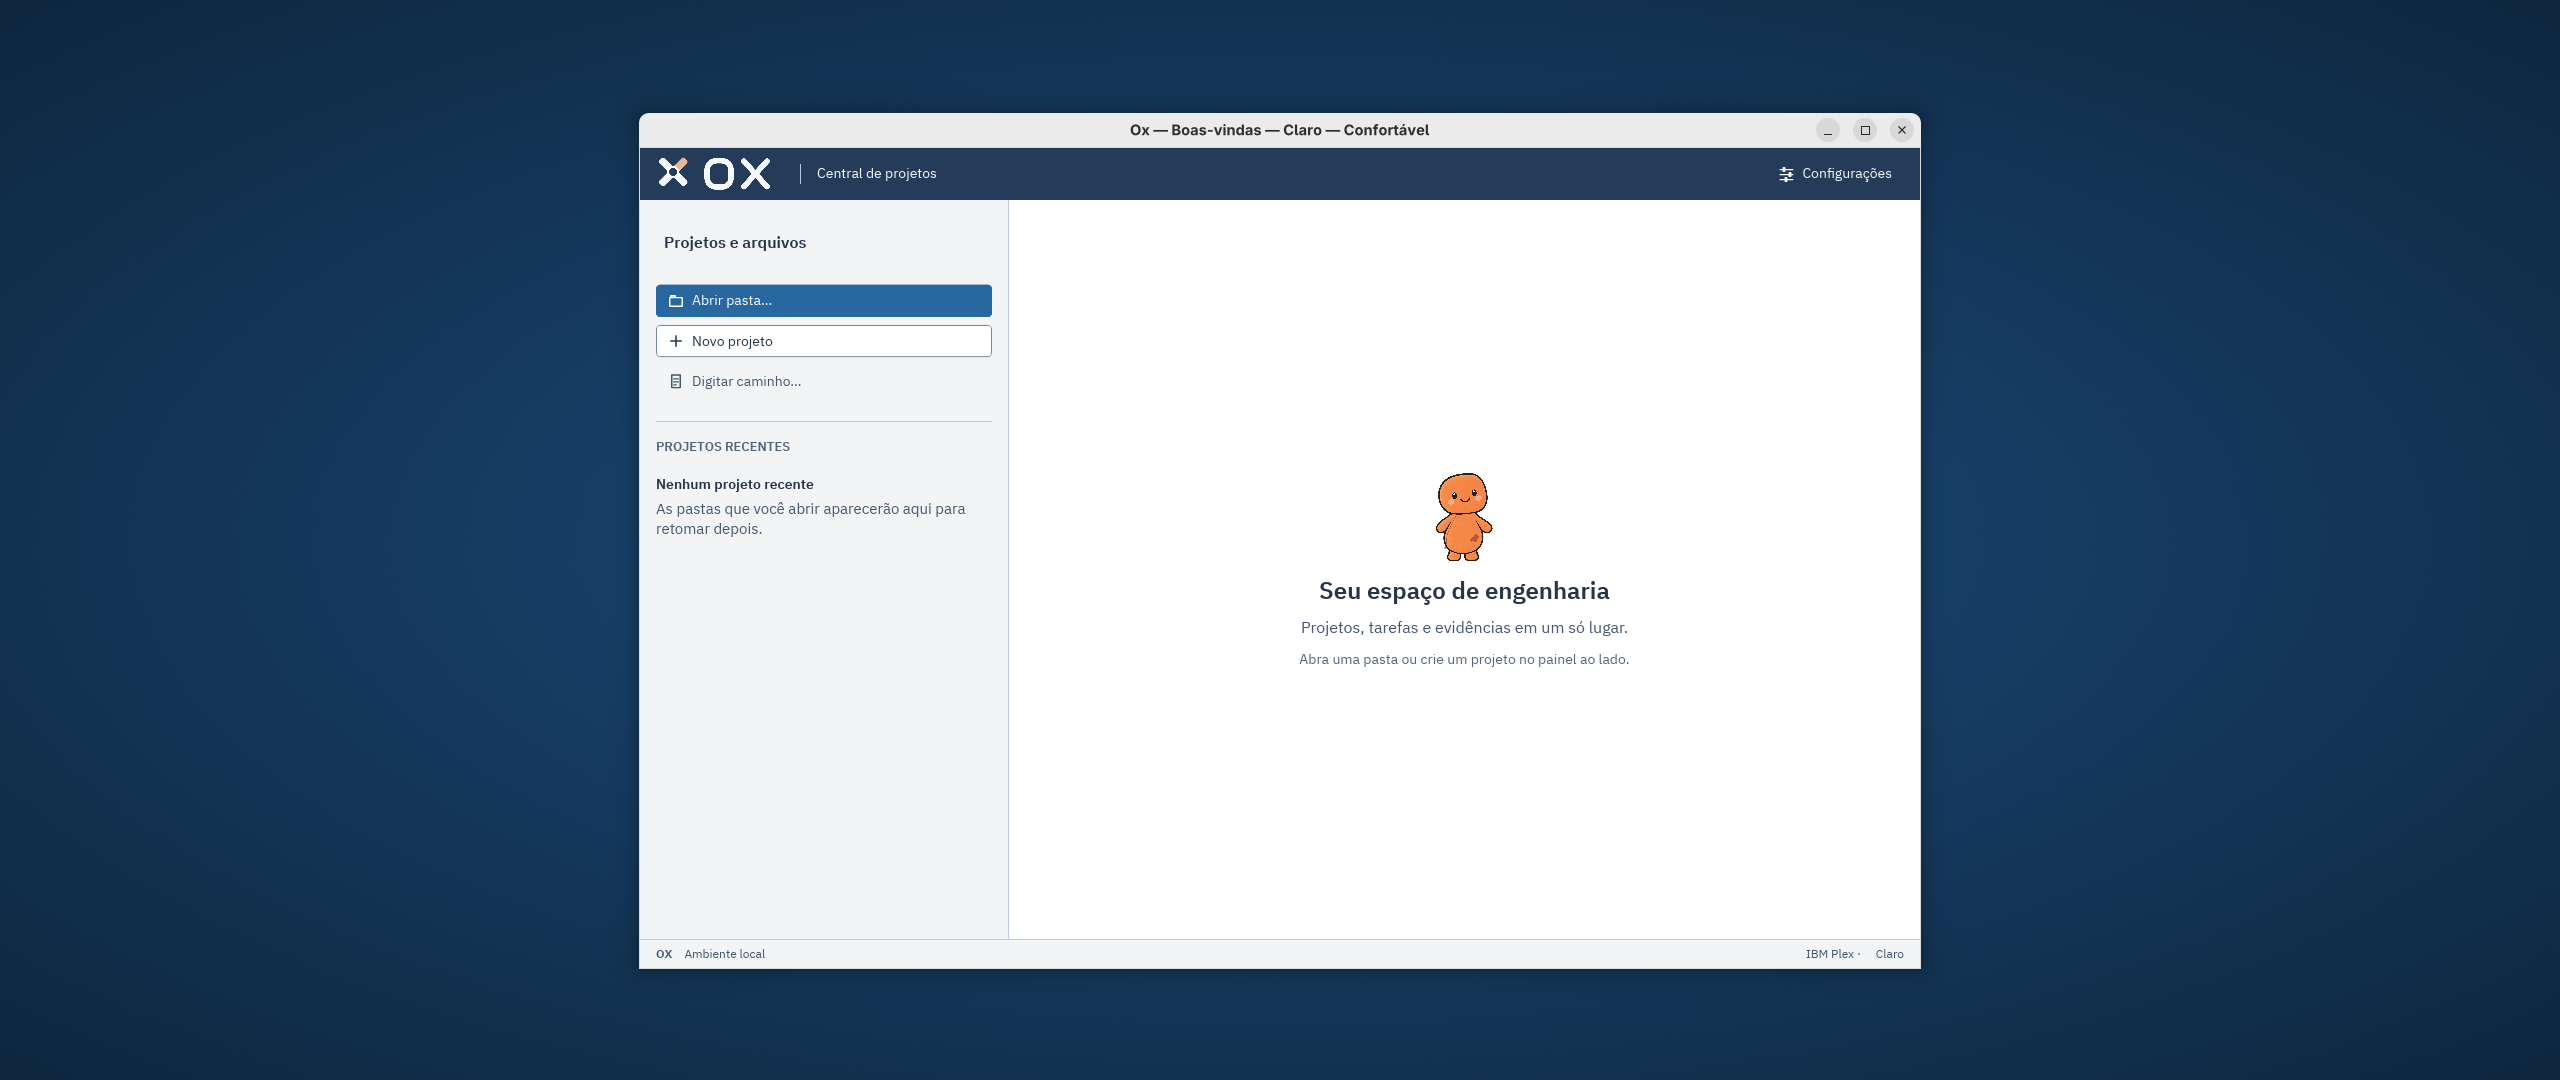 Ox — Boas-vindas — Claro — Confortável
OX
Central de projetos
Configurações
Projetos e arquivos
Abrir pasta...
Novo projeto
Digitar caminho...
PROJETOS RECENTES
Nenhum projeto recente
As pastas que você abrir aparecerão aqui para
retomar depois.
Seu espaço de engenharia
Projetos, tarefas e evidências em um só lugar.
Abra uma pasta ou crie um projeto no painel ao lado.
OX Ambiente local
IBM Plex · Claro